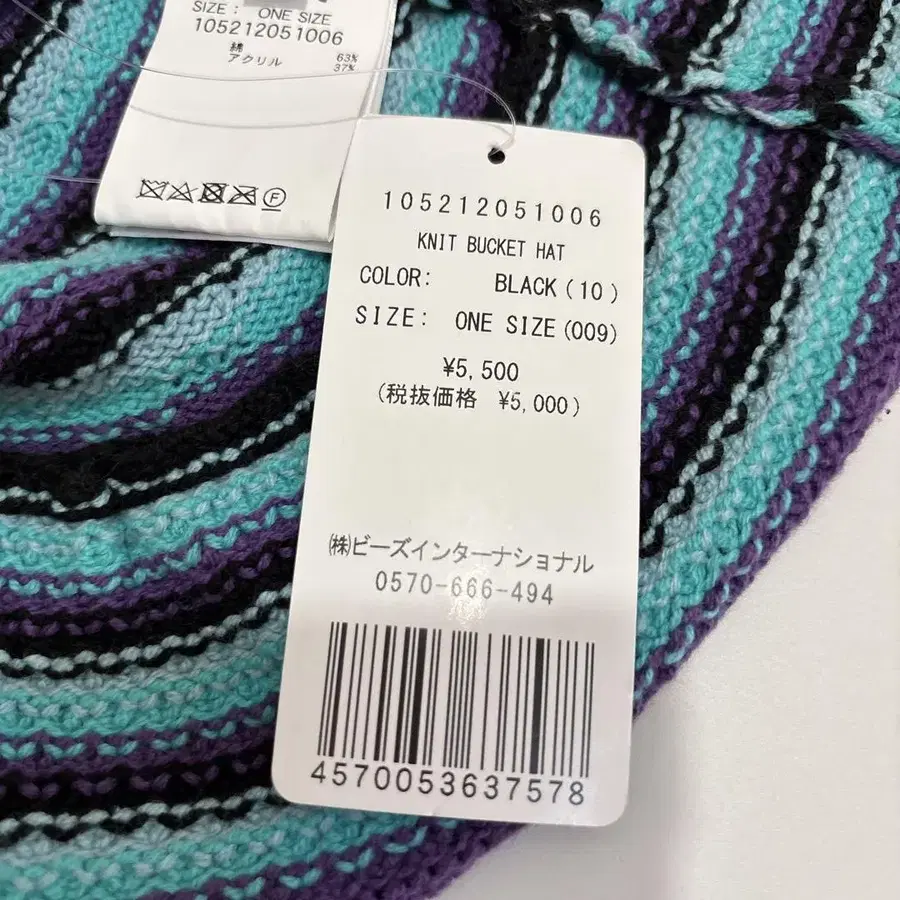 SIZE: ONE SIZE
105212051006
綿 63%
アクリル 37%
F
105212051006
KNIT BUCKET HAT
COLOR: BLACK(10)
SIZE: ONE SIZE(009)
¥5,500
(税抜価格 ¥5,000)
㈱ビーズインターナショナル
0570-666-494
4570053637578